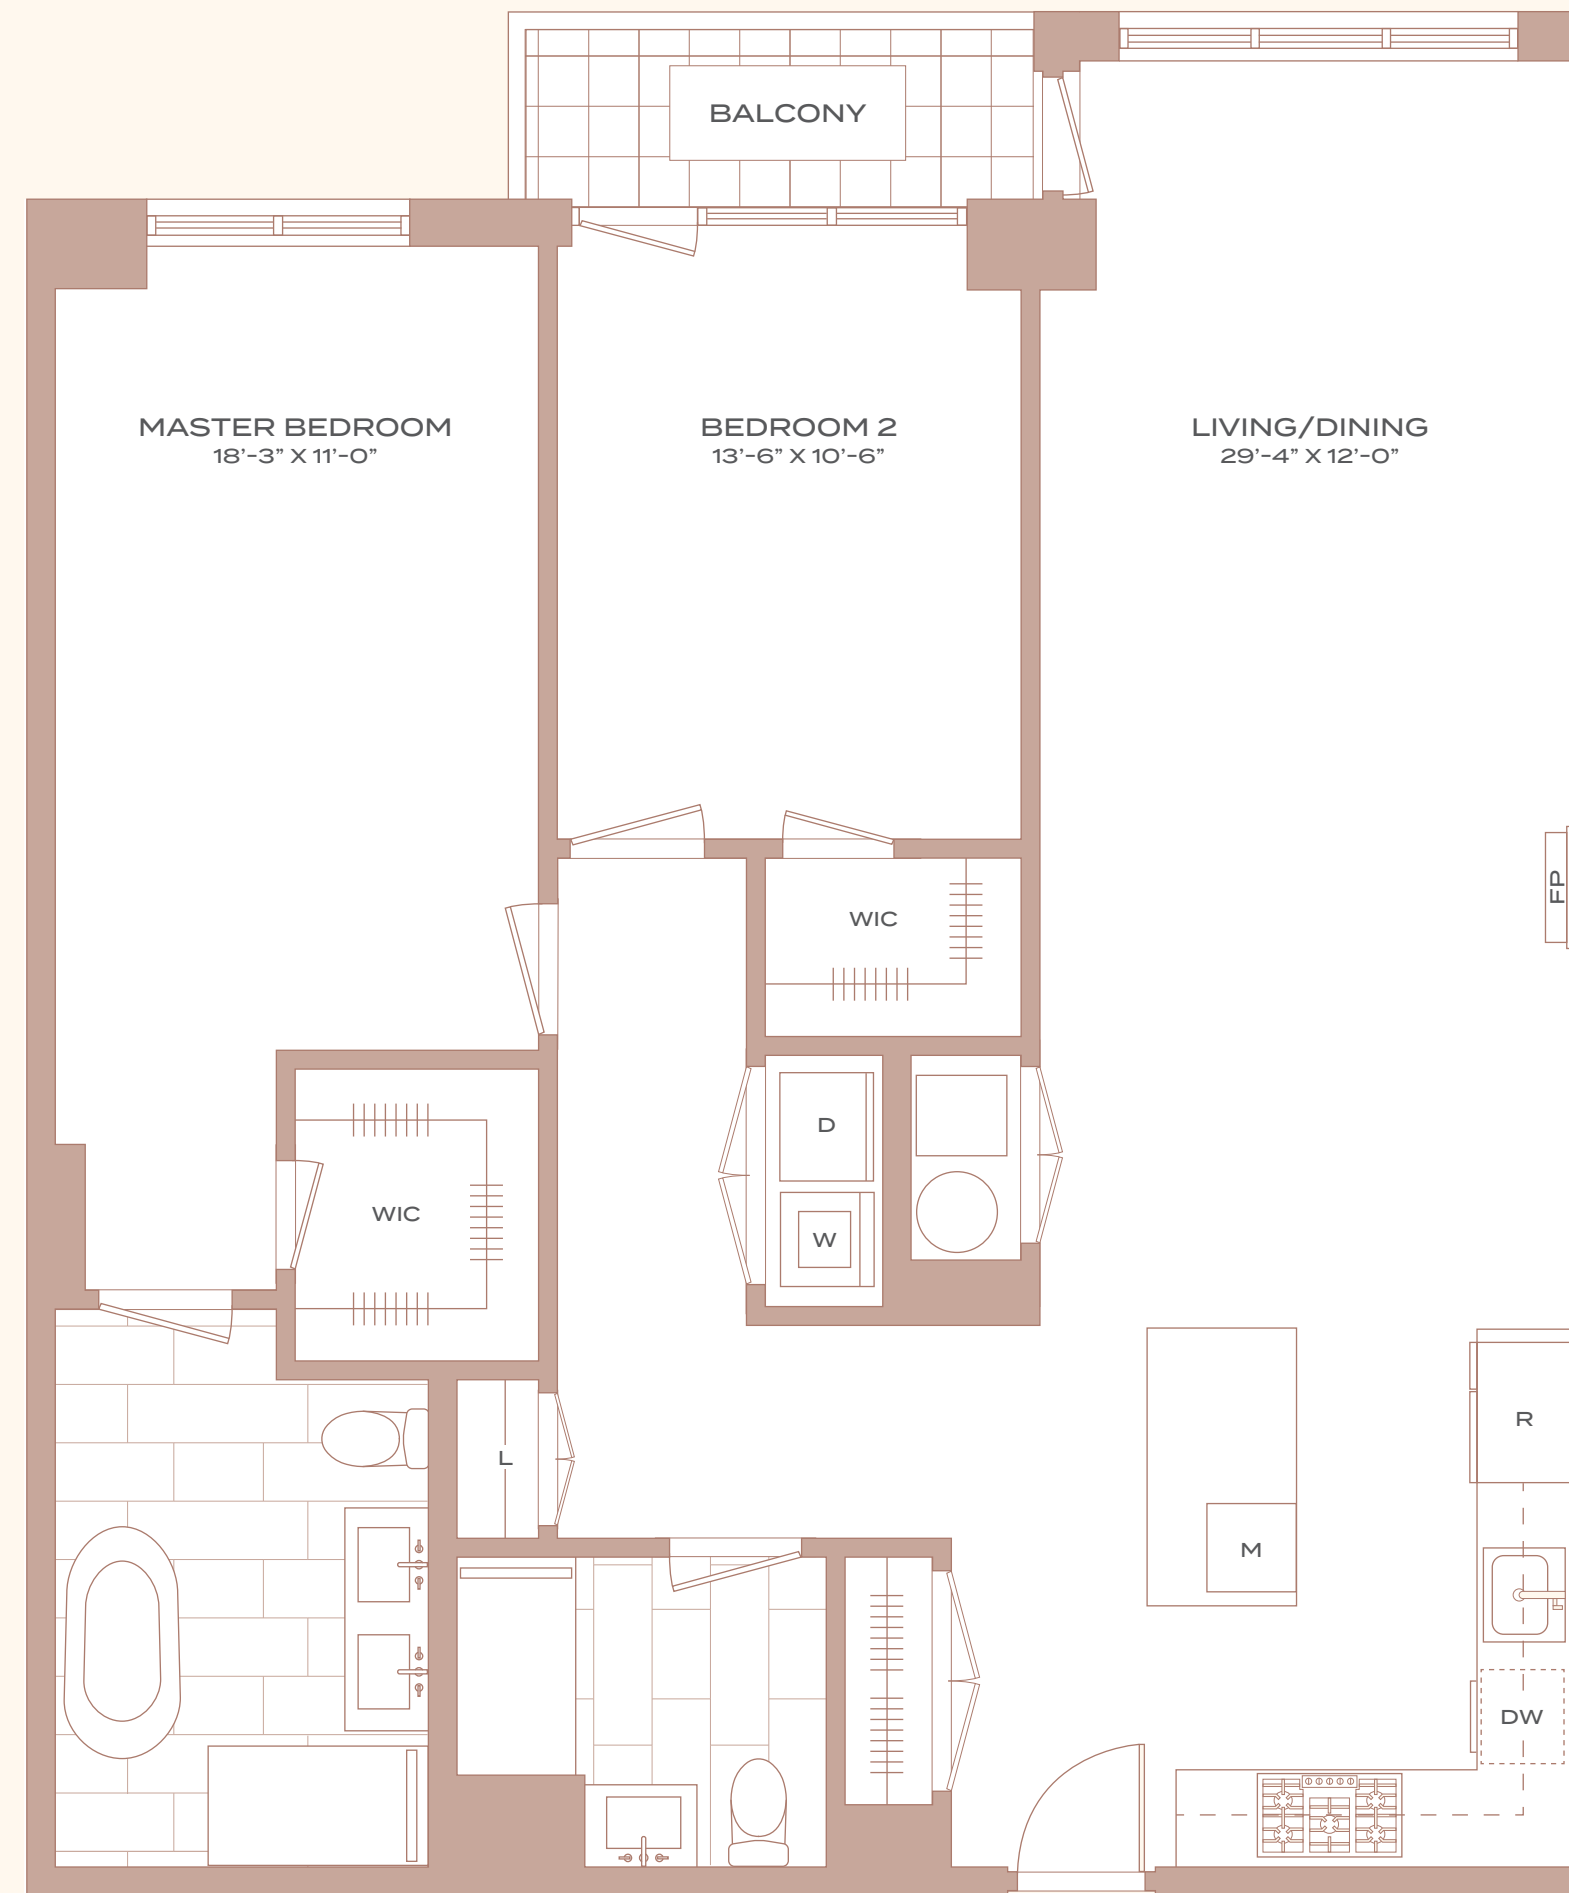 BALCONY
MASTER BEDROOM
18’-3” X 11’-0”
BEDROOM 2
13’-6” X 10’-6”
LIVING/DINING
29’-4” X 12’-0”
FP
WIC
D
WIC
W
R
L
M
DW